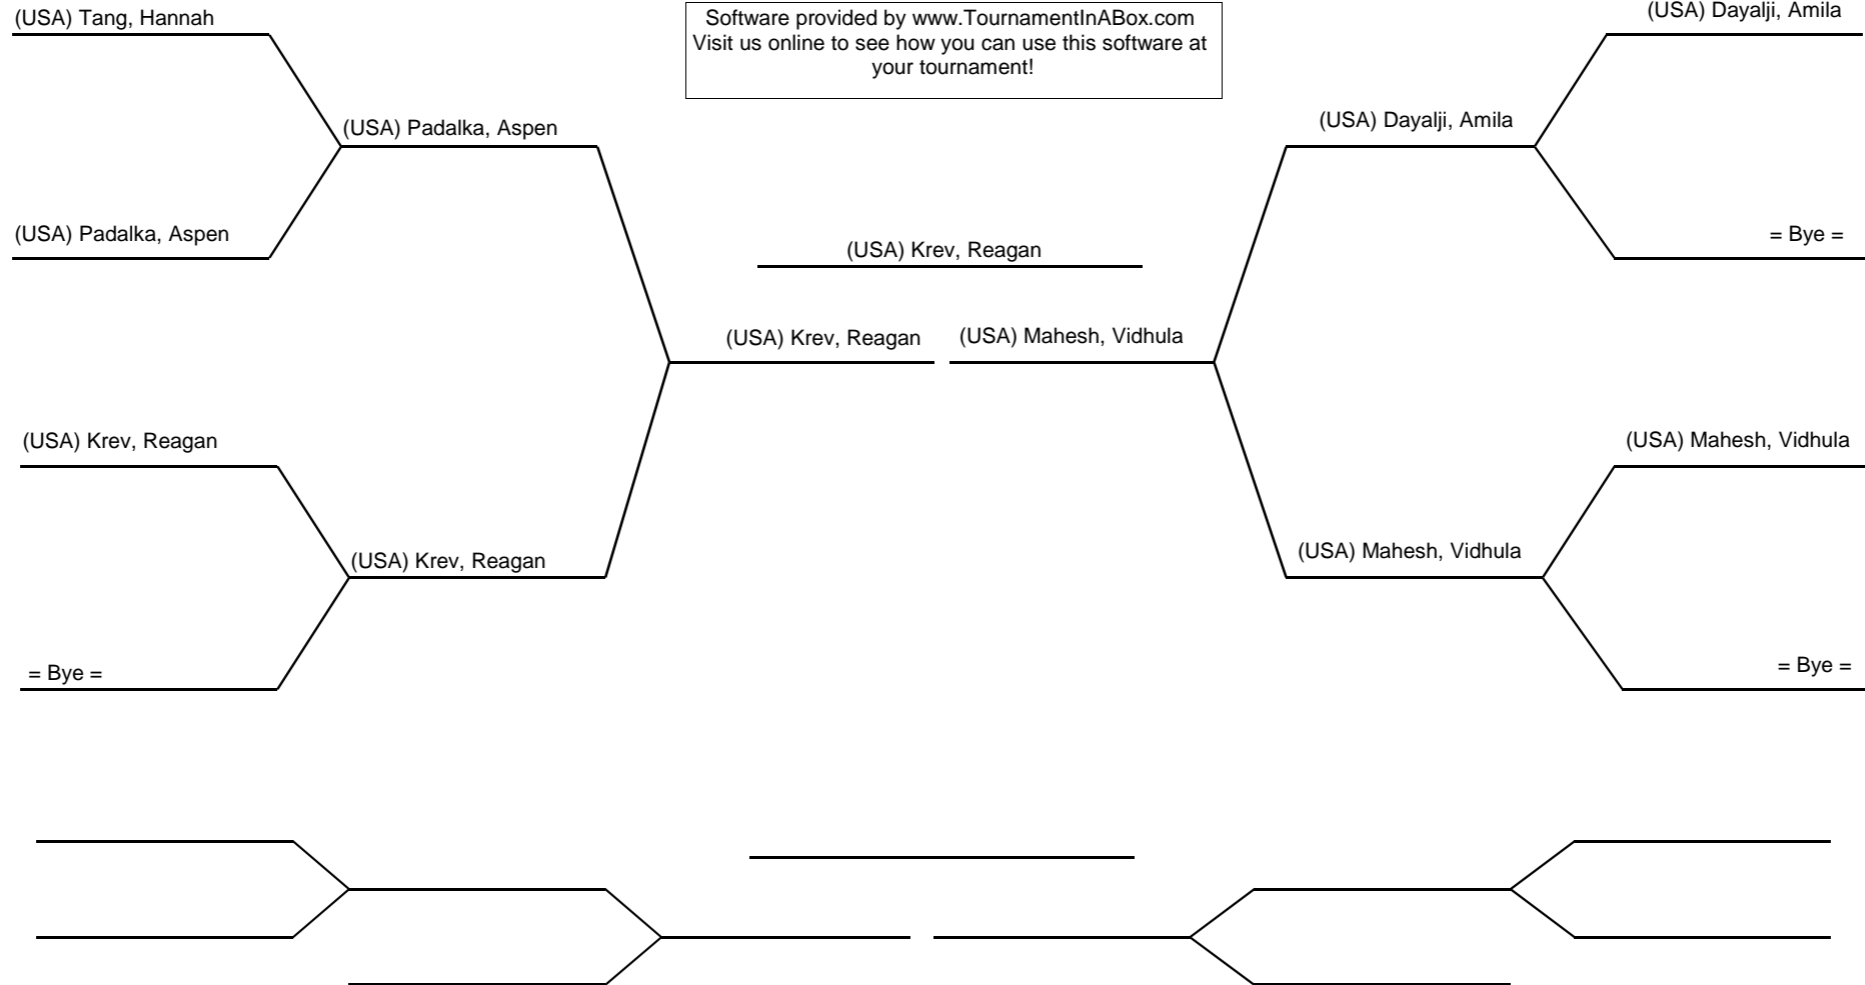 (USA) Tang, Hannah
Software provided by www.TournamentInABox.com
Visit us online to see how you can use this software at
your tournament!
(USA) Dayalji, Amila
(USA) Padalka, Aspen
(USA) Dayalji, Amila
(USA) Padalka, Aspen
(USA) Krev, Reagan
= Bye =
(USA) Krev, Reagan
(USA) Mahesh, Vidhula
(USA) Krev, Reagan
(USA) Mahesh, Vidhula
(USA) Krev, Reagan
(USA) Mahesh, Vidhula
= Bye =
= Bye =